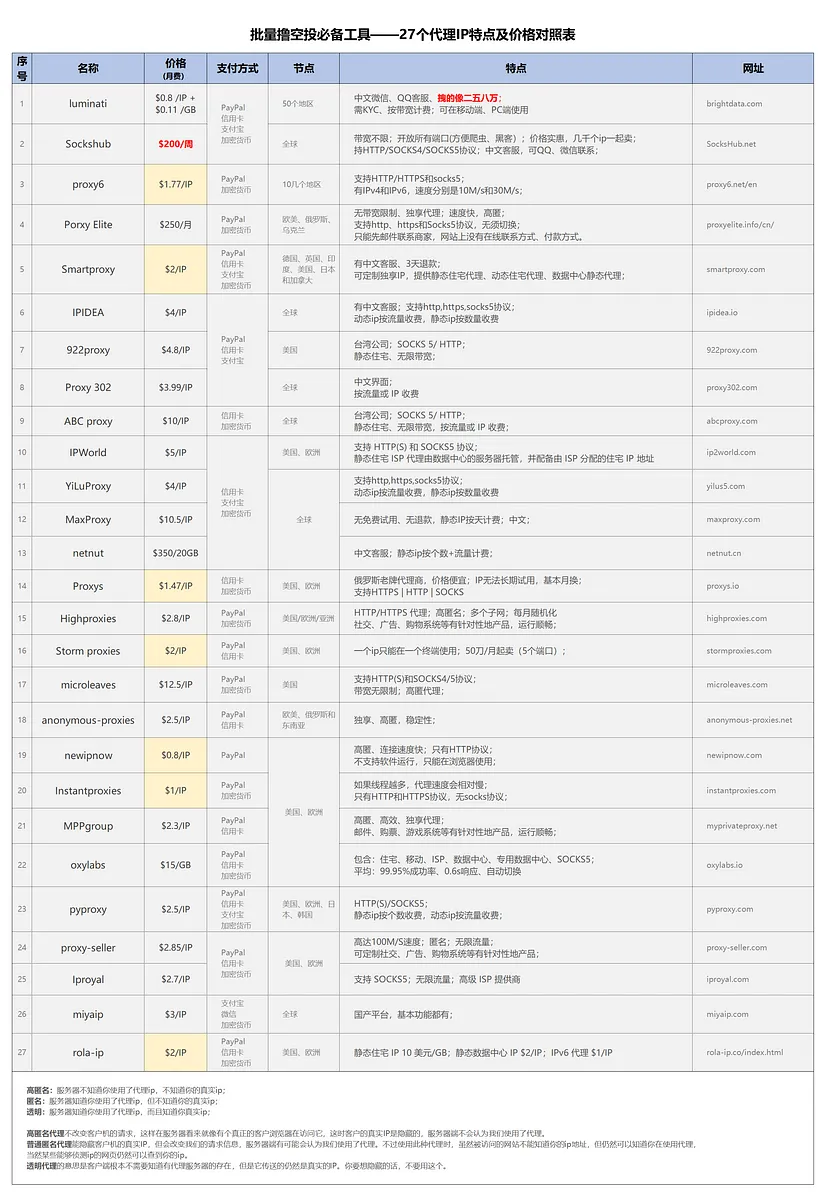 批量撸空投必备工具——27个代理IP特点及价格对照表
序号 名称 价格 (月费) 支付方式 节点 特点 网址
1 luminati $0.8 /IP + $0.11 /GB PayPal 信用卡 支付宝 加密货币 50个地区 中文微信、QQ客服、拽的像二五八万; 需KYC、按带宽计费；可在移动端、PC端使用 brightdata.com
2 Sockshub $200/周 全球 带宽不限；开放所有端口(方便爬虫、黑客）；价格实惠，几千个ip一起卖; 持HTTP/SOCKS4/SOCKS5协议；中文客服，可QQ、微信联系; SocksHub.net
3 proxy6 $1.77/IP PayPal 加密货币 10几个地区 支持HTTP/HTTPS和socks5; 有IPv4和IPv6，速度分别是10M/s和30M/s; proxy6.net/en
4 Porxy Elite $250/月 PayPal 加密货币 欧美、俄罗斯、乌克兰 无带宽限制、独享代理；速度快，高匿; 支持http、https和Socks5协议，无须切换; 只能先邮件联系商家，网站上没有在线联系方式、付款方式。 proxyelite.info/cn/
5 Smartproxy $2/IP PayPal 信用卡 支付宝 加密货币 德国、英国、印度、美国、日本和加拿大 有中文客服、3天退款; 可定制独享IP，提供静态住宅代理、动态住宅代理、数据中心静态代理; smartproxy.com
6 IPIDEA $4/IP PayPal 信用卡 支付宝 全球 有中文客服；支持http,https,socks5协议; 动态ip按流量收费，静态ip按数量收费 ipidea.io
7 922proxy $4.8/IP 美国 台湾公司；SOCKS 5/ HTTP; 静态住宅、无限带宽; 922proxy.com
8 Proxy 302 $3.99/IP 全球 中文界面; 按流量或 IP 收费 proxy302.com
9 ABC proxy $10/IP 信用卡 加密货币 全球 台湾公司；SOCKS 5/ HTTP; 静态住宅、无限带宽，按流量或 IP 收费; abcproxy.com
10 IPWorld $5/IP 信用卡 支付宝 加密货币 美国、欧洲 支持 HTTP(S) 和 SOCKS5 协议; 静态住宅 ISP 代理由数据中心的服务器托管，并配备由 ISP 分配的住宅 IP 地址 ip2world.com
11 YiLuProxy $4/IP 全球 支持http,https,socks5协议; 动态ip按流量收费，静态ip按数量收费 yilus5.com
12 MaxProxy $10.5/IP 无免费试用、无退款，静态IP按天计费；中文; maxproxy.com
13 netnut $350/20GB 中文客服；静态ip按个数+流量计费; netnut.cn
14 Proxys $1.47/IP 信用卡 加密货币 美国、欧洲 俄罗斯老牌代理商，价格便宜；IP无法长期试用，基本月换; 支持HTTPS | HTTP | SOCKS proxys.io
15 Highproxies $2.8/IP PayPal 加密货币 美国/欧洲/亚洲 HTTP/HTTPS 代理；高匿名；多个子网；每月随机化 社交、广告、购物系统等有针对性地产品，运行顺畅; highproxies.com
16 Storm proxies $2/IP PayPal 信用卡 美国、欧洲 一个ip只能在一个终端使用；50刀/月起卖（5个端口）; stormproxies.com
17 microleaves $12.5/IP PayPal 加密货币 美国 支持HTTP(S)和SOCKS4/5协议; 带宽无限制；高匿代理; microleaves.com
18 anonymous-proxies $2.5/IP PayPal 信用卡 欧美、俄罗斯和东南亚 独享、高匿，稳定性; anonymous-proxies.net
19 newipnow $0.8/IP PayPal 美国、欧洲 高匿、连接速度快；只有HTTP协议; 不支持软件运行，只能在浏览器使用; newipnow.com
20 Instantproxies $1/IP PayPal 加密货币 如果线程越多，代理速度会相对慢; 只有HTTP和HTTPS协议，无socks协议; instantproxies.com
21 MPPgroup $2.3/IP PayPal 信用卡 高匿、高效、独享代理; 邮件、购票、游戏系统等有针对性地产品，运行顺畅; myprivateproxy.net
22 oxylabs $15/GB PayPal 信用卡 加密货币 包含：住宅、移动、ISP、数据中心、专用数据中心、SOCKS5; 平均：99.95%成功率、0.6s响应、自动切换 oxylabs.io
23 pyproxy $2.5/IP PayPal 信用卡 支付宝 加密货币 美国、欧洲、日本、韩国 HTTP(S)/SOCKS5; 静态ip按个数收费，动态ip按流量收费; pyproxy.com
24 proxy-seller $2.85/IP PayPal 信用卡 加密货币 美国、欧洲 高达100M/S速度；匿名；无限流量; 可定制社交、广告、购物系统等有针对性地产品; proxy-seller.com
25 Iproyal $2.7/IP 支持 SOCKS5；无限流量；高级 ISP 提供商 iproyal.com
26 miyaip $3/IP 支付宝 微信 加密货币 全球 国产平台，基本功能都有; miyaip.com
27 rola-ip $2/IP PayPal 信用卡 加密货币 美国、欧洲 静态住宅 IP 10 美元/GB；静态数据中心 IP $2/IP；IPv6 代理 $1/IP rola-ip.co/index.html
高匿名：服务器不知道你使用了代理ip，不知道你的真实ip;
匿名：服务器知道你使用了代理ip，但不知道你的真实ip;
透明：服务器知道你使用了代理ip，而且知道你真实ip;
高匿名代理不改变客户机的请求，这样在服务器看来就像有个真正的客户浏览器在访问它，这时客户的真实IP是隐藏的，服务器端不会认为我们使用了代理。
普通匿名代理能隐藏客户机的真实IP，但会改变我们的请求信息，服务器端有可能会认为我们使用了代理。不过使用此种代理时，虽然被访问的网站不能知道你的ip地址，但仍然可以知道你在使用代理，
当然某些能够侦测ip的网页仍然可以查到你的ip。
透明代理的意思是客户端根本不需要知道有代理服务器的存在，但是它传送的仍然是真实的IP。你要想隐藏的话，不要用这个。